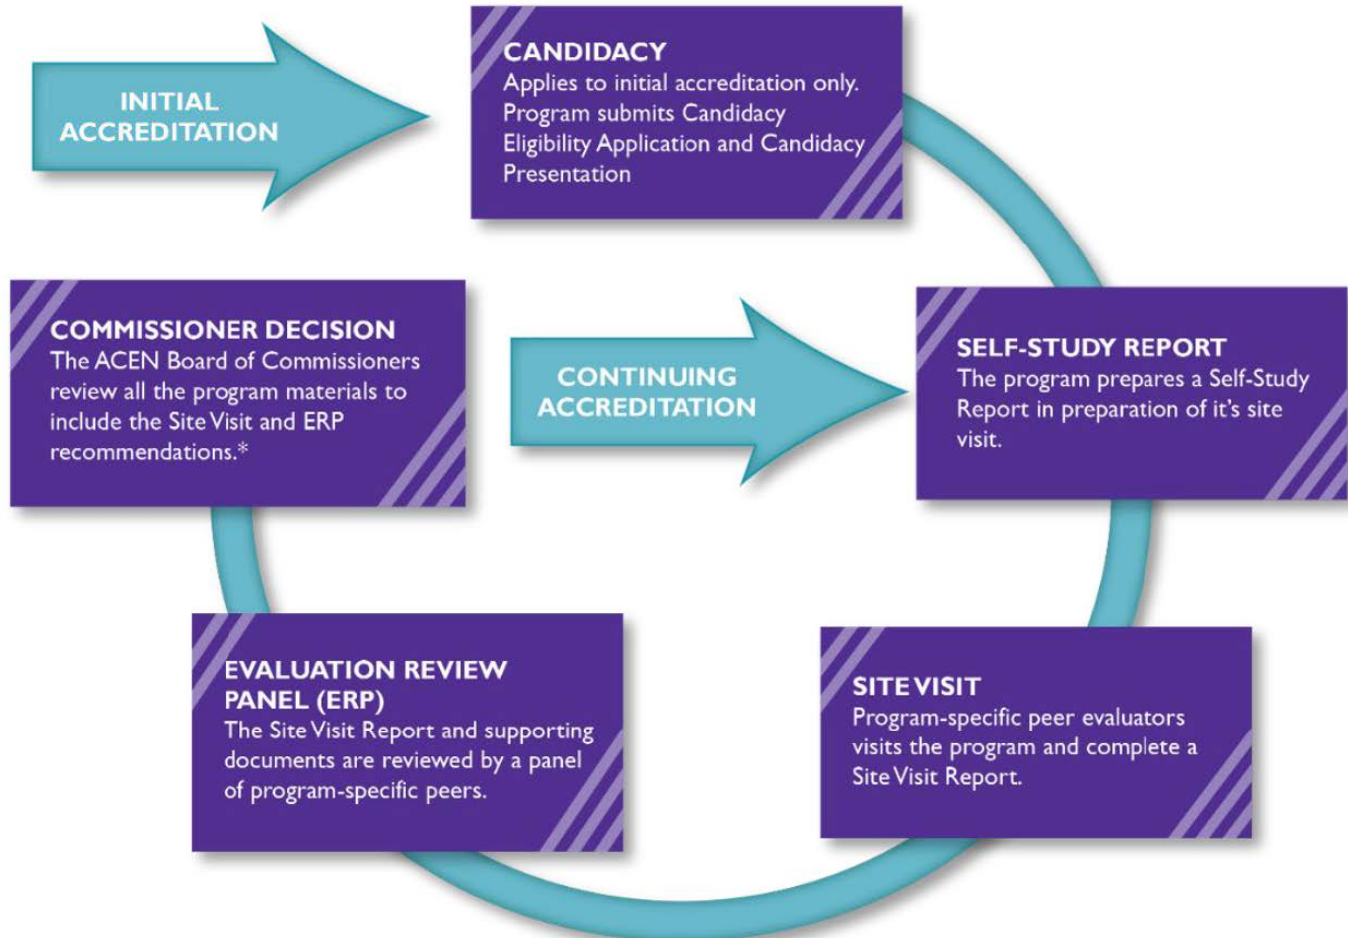 INITIAL
ACCREDITATION
CANDIDACY
Applies to initial accreditation only.
Program submits Candidacy
Eligibility Application and Candidacy
Presentation
CONTINUING
ACCREDITATION
SELF-STUDY REPORT
The program prepares a Self-Study
Report in preparation of it's site
visit.
SITE VISIT
Program-specific peer evaluators
visits the program and complete a
Site Visit Report.
EVALUATION REVIEW
PANEL (ERP)
The Site Visit Report and supporting
documents are reviewed by a panel
of program-specific peers.
COMMISSIONER DECISION
The ACEN Board of Commissioners
review all the program materials to
include the Site Visit and ERP
recommendations.*